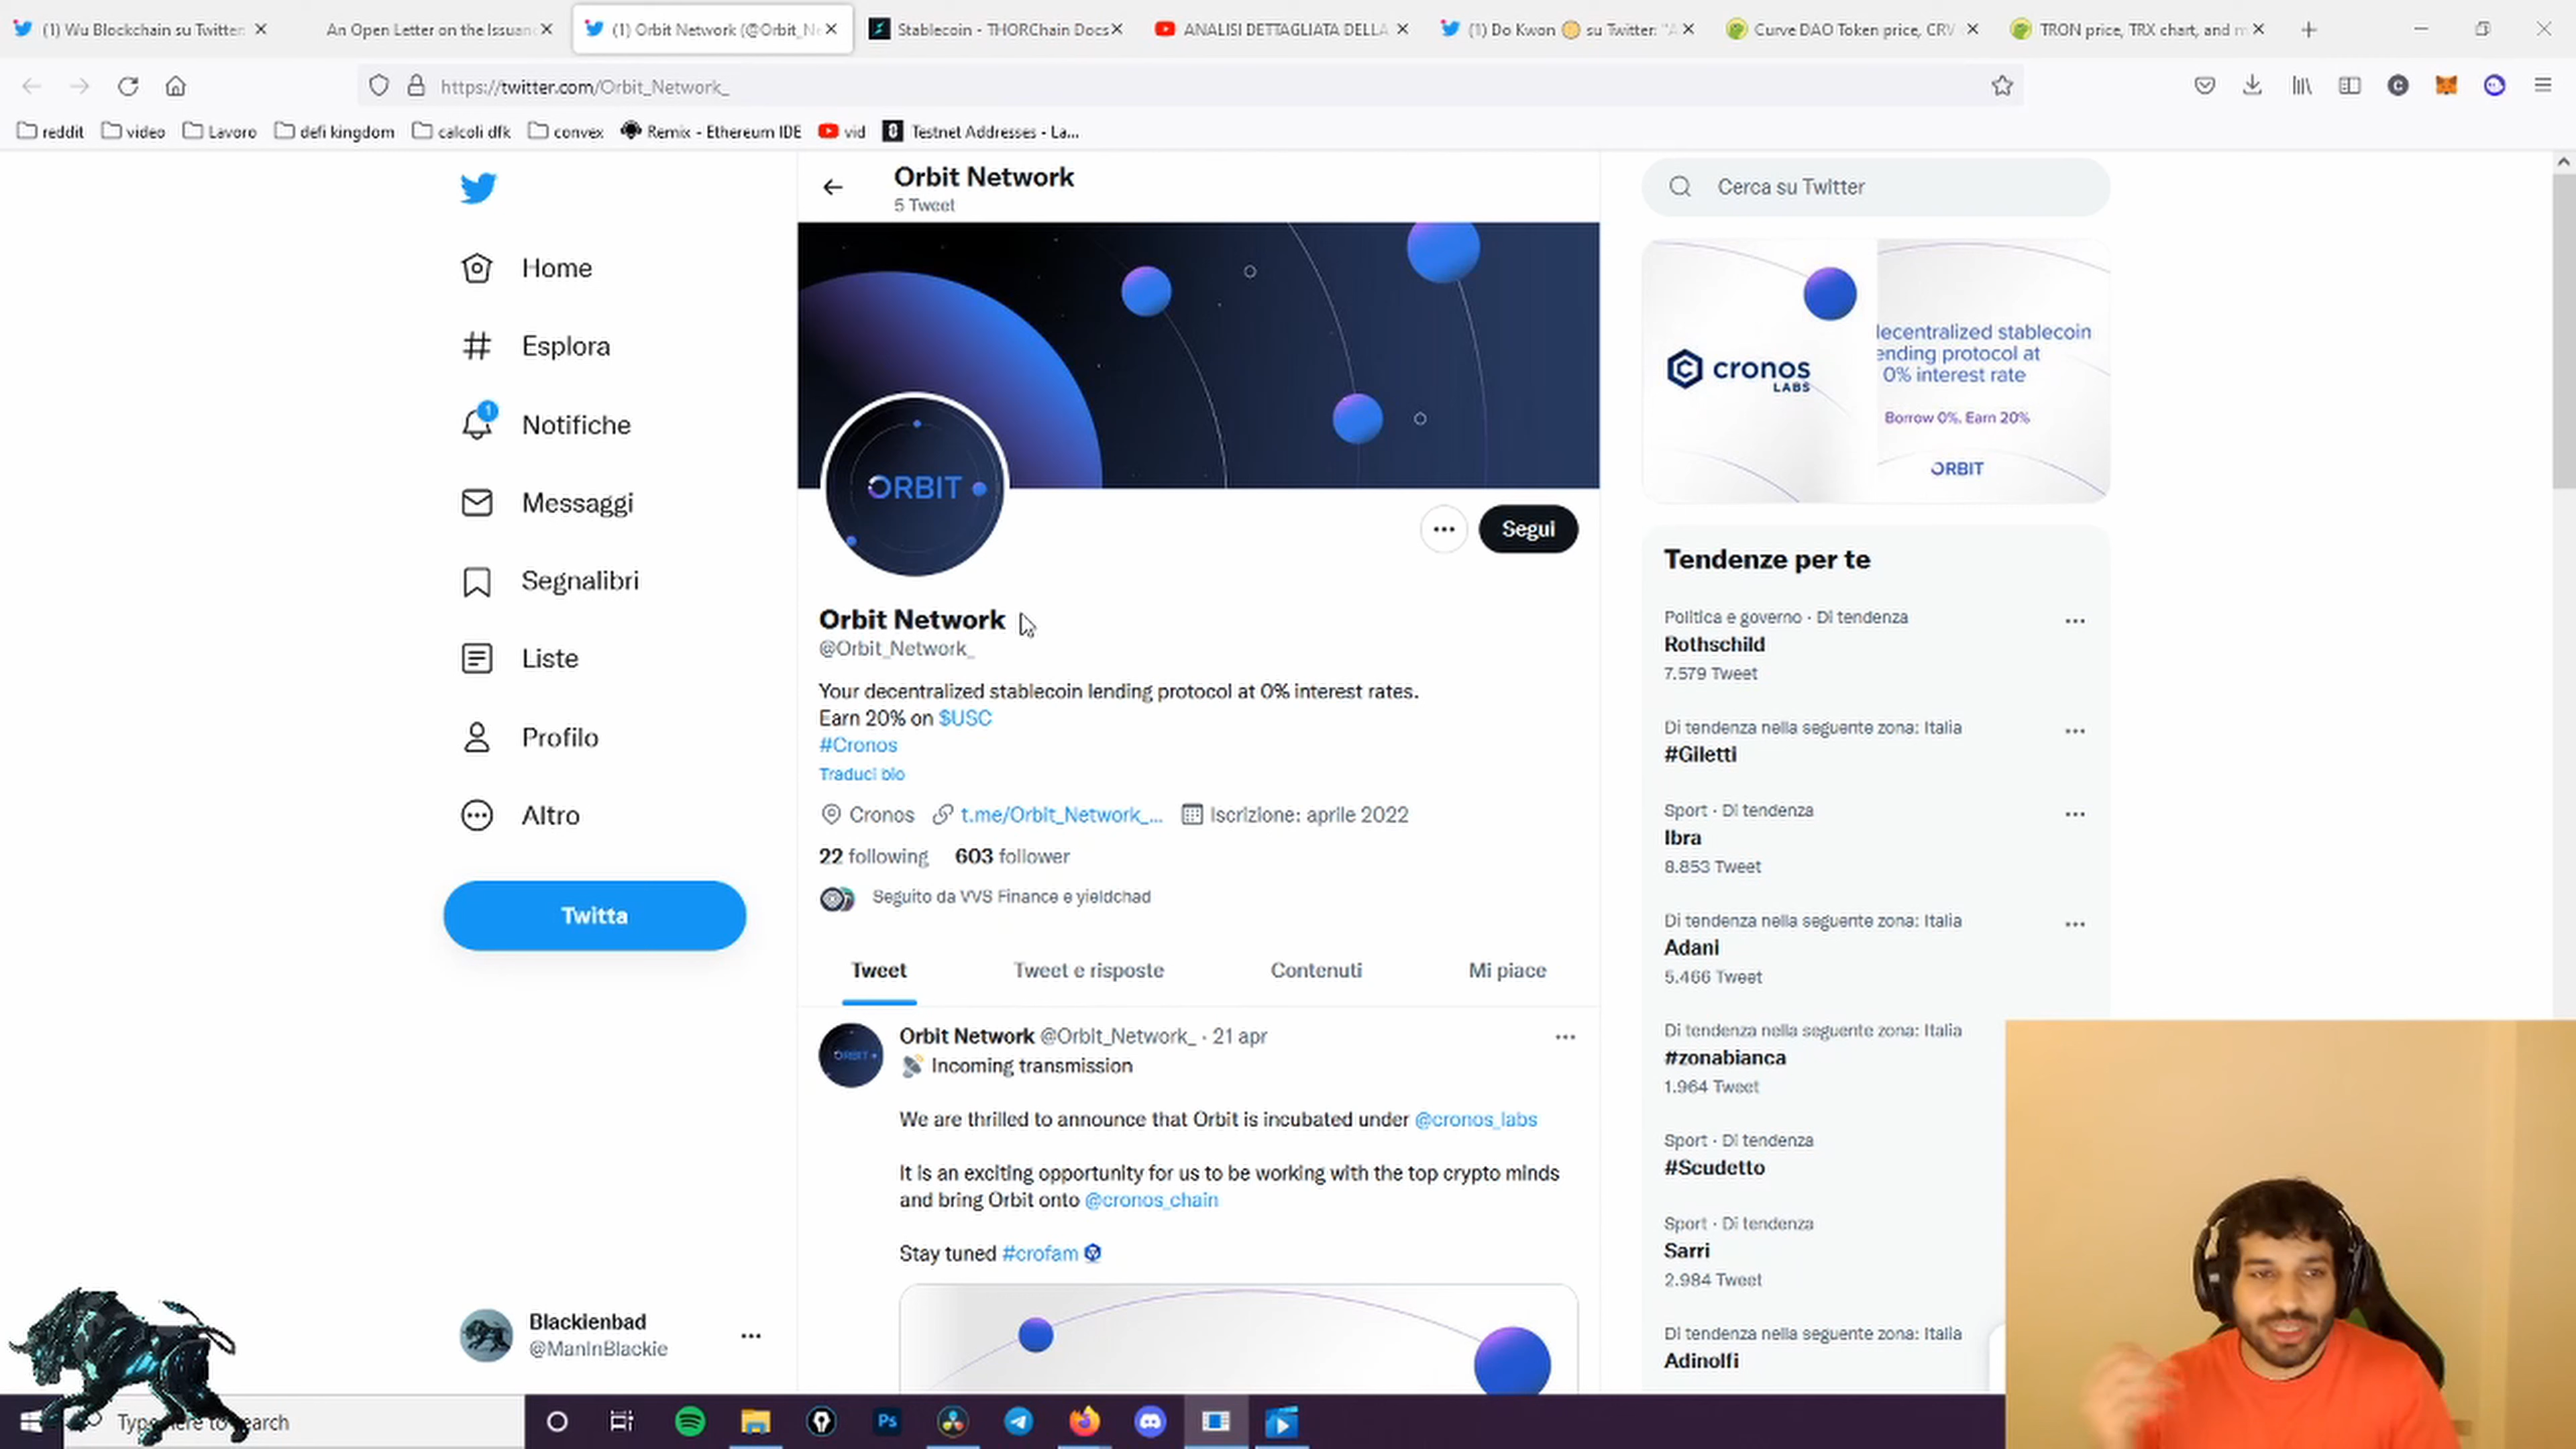 (1) Wu Blockchain su Twitter:
An Open Letter on the Issuan
(1) Orbit Network (@Orbit_Ne
Stablecoin - THORChain Docs
ANALISI DETTAGLIATA DELLA
(1) Do Kwon 🌕 su Twitter: "A
Curve DAO Token price, CRV
TRON price, TRX chart, and m
https://twitter.com/Orbit_Network_
reddit
video
Lavoro
defi kingdom
calcoli dfk
convex
Remix - Ethereum IDE
vid
Testnet Addresses - La...
Home
Esplora
1
Notifiche
Messaggi
Segnalibri
Liste
Profilo
Altro
Twitta
Blackienbad
@ManInBlackie
Orbit Network
5 Tweet
ORBIT
Segui
Orbit Network
@Orbit_Network_
Your decentralized stablecoin lending protocol at 0% interest rates.
Earn 20% on $USC
#Cronos
Traduci bio
Cronos t.me/Orbit_Network_... Iscrizione: aprile 2022
22 following 603 follower
Seguito da VVS Finance e yieldchad
Tweet Tweet e risposte Contenuti Mi piace
ORBIT
Orbit Network @Orbit_Network_ · 21 apr
📡 Incoming transmission
We are thrilled to announce that Orbit is incubated under @cronos_labs
It is an exciting opportunity for us to be working with the top crypto minds
and bring Orbit onto @cronos_chain
Stay tuned #crofam
Cerca su Twitter
cronos
LABS
decentralized stablecoin
ending protocol at
0% interest rate
Borrow 0%. Earn 20%
ORBIT
Tendenze per te
Politica e governo · Di tendenza
Rothschild
7.579 Tweet
Di tendenza nella seguente zona: Italia
#Giletti
Sport · Di tendenza
Ibra
8.853 Tweet
Di tendenza nella seguente zona: Italia
Adani
5.466 Tweet
Di tendenza nella seguente zona: Italia
#zonabianca
1.964 Tweet
Sport · Di tendenza
#Scudetto
Sport · Di tendenza
Sarri
2.984 Tweet
Di tendenza nella seguente zona: Italia
Adinolfi
Type here to search
Ps